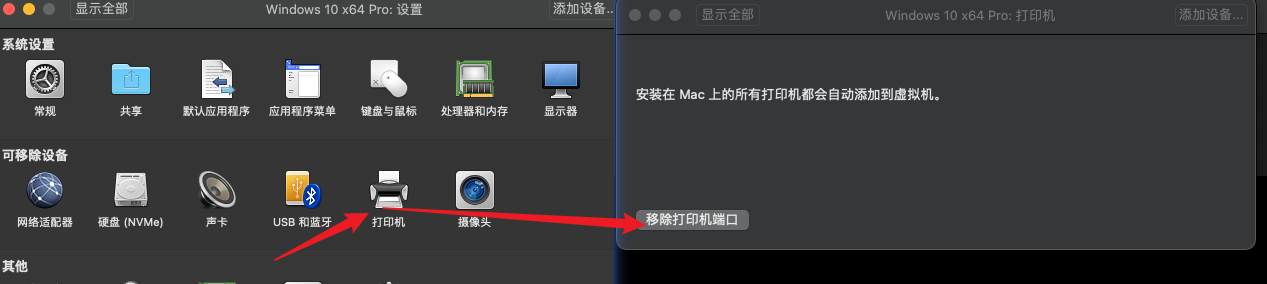 显示全部
Windows 10 x64 Pro: 设置
添加设备...
系统设置
常规
共享
默认应用程序
应用程序菜单
键盘与鼠标
处理器和内存
显示器
可移除设备
网络适配器
硬盘 (NVMe)
声卡
USB 和蓝牙
打印机
摄像头
其他
显示全部
Windows 10 x64 Pro: 打印机
添加设备...
安装在 Mac 上的所有打印机都会自动添加到虚拟机。
移除打印机端口